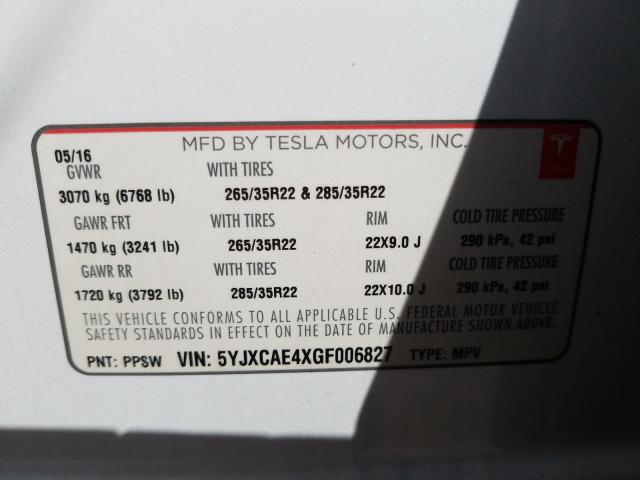 MFD BY TESLA MOTORS, INC.
05/16
GVWR WITH TIRES
3070 kg (6768 lb) 265/35R22 & 285/35R22
GAWR FRT WITH TIRES RIM COLD TIRE PRESSURE
1470 kg (3241 lb) 265/35R22 22X9.0 J 290 kPa, 42 psi
GAWR RR WITH TIRES RIM COLD TIRE PRESSURE
1720 kg (3792 lb) 285/35R22 22X10.0 J 290 kPa, 42 psi
THIS VEHICLE CONFORMS TO ALL APPLICABLE U.S. FEDERAL MOTOR VEHICLE
SAFETY STANDARDS IN EFFECT ON THE DATE OF MANUFACTURE SHOWN ABOVE.
PNT: PPSW VIN: 5YJXCAE4XGF006827 TYPE: MPV
TESLA